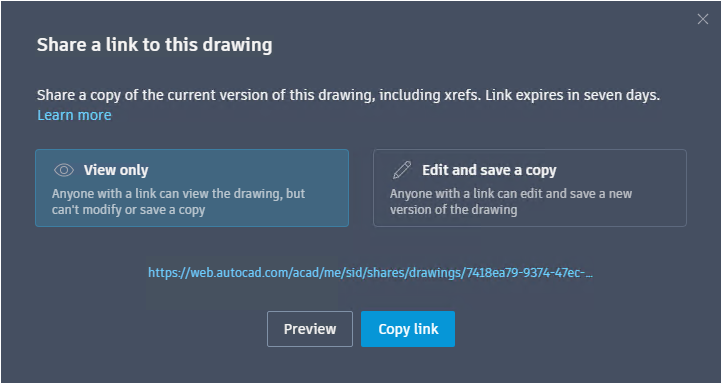 Share a link to this drawing
Share a copy of the current version of this drawing, including xrefs. Link expires in seven days.
Learn more
View only
Anyone with a link can view the drawing, but
can't modify or save a copy
Edit and save a copy
Anyone with a link can edit and save a new
version of the drawing
https://web.autocad.com/acad/me/sid/shares/drawings/7418ea79-9374-47ec-...
Preview
Copy link